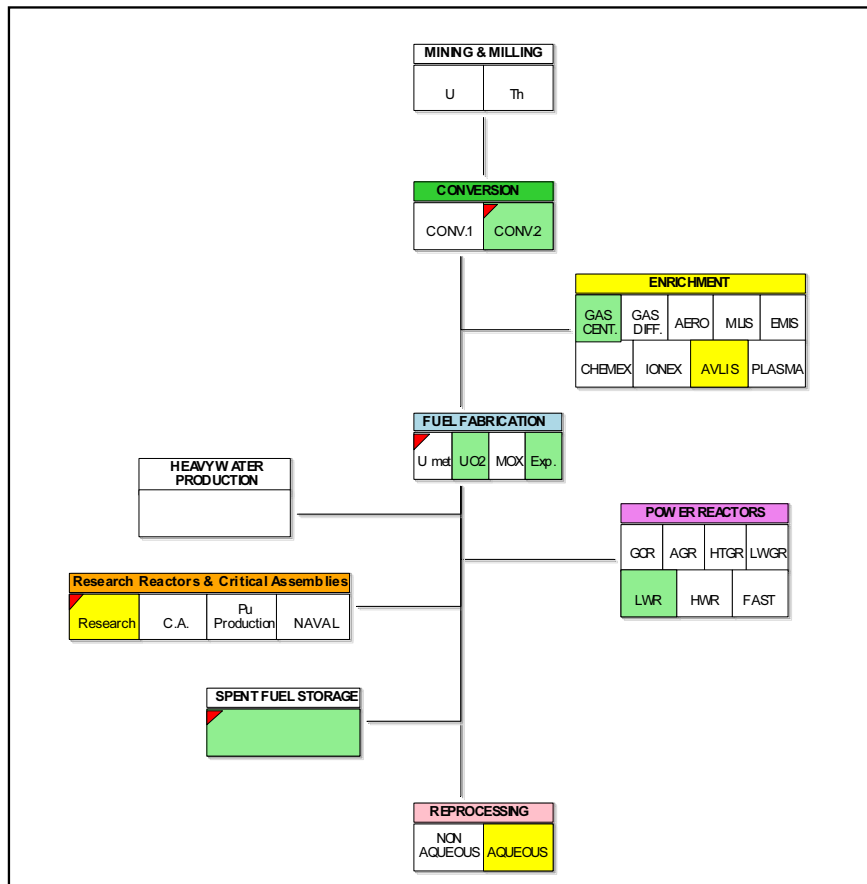 MINING & MILLING
U Th
CONVERSION
CONV.1 CONV.2
ENRICHMENT
GAS CENT. GAS DIFF. AERO MLIS EMIS
CHEMEX IONEX AVLIS PLASMA
FUEL FABRICATION
U met UO2 MOX Exp.
HEAVY WATER
PRODUCTION
POWER REACTORS
GCR AGR HTGR LWGR
LWR HWR FAST
Research Reactors & Critical Assemblies
Research C.A. Pu Production NAVAL
SPENT FUEL STORAGE
REPROCESSING
NON AQUEOUS AQUEOUS